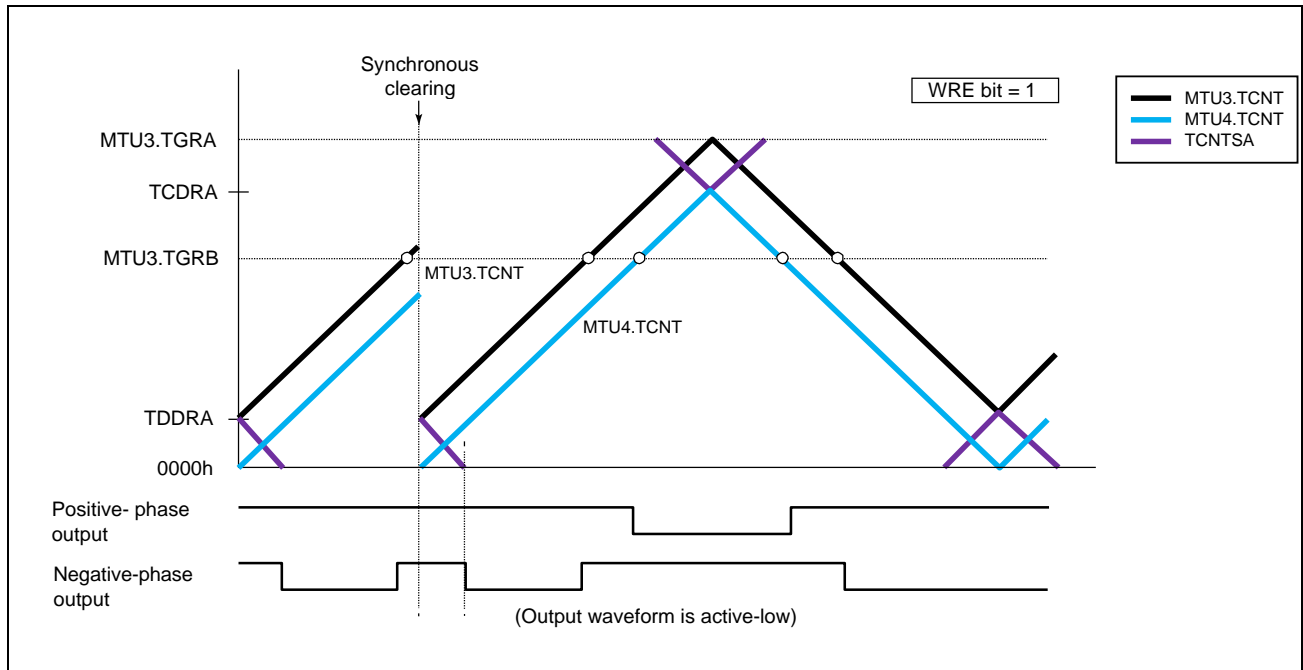 Synchronous
clearing
WRE bit = 1
MTU3.TCNT
MTU4.TCNT
TCNTSA
MTU3.TGRA
TCDRA
MTU3.TGRB
MTU3.TCNT
MTU4.TCNT
TDDRA
0000h
Positive- phase
output
Negative-phase
output
(Output waveform is active-low)